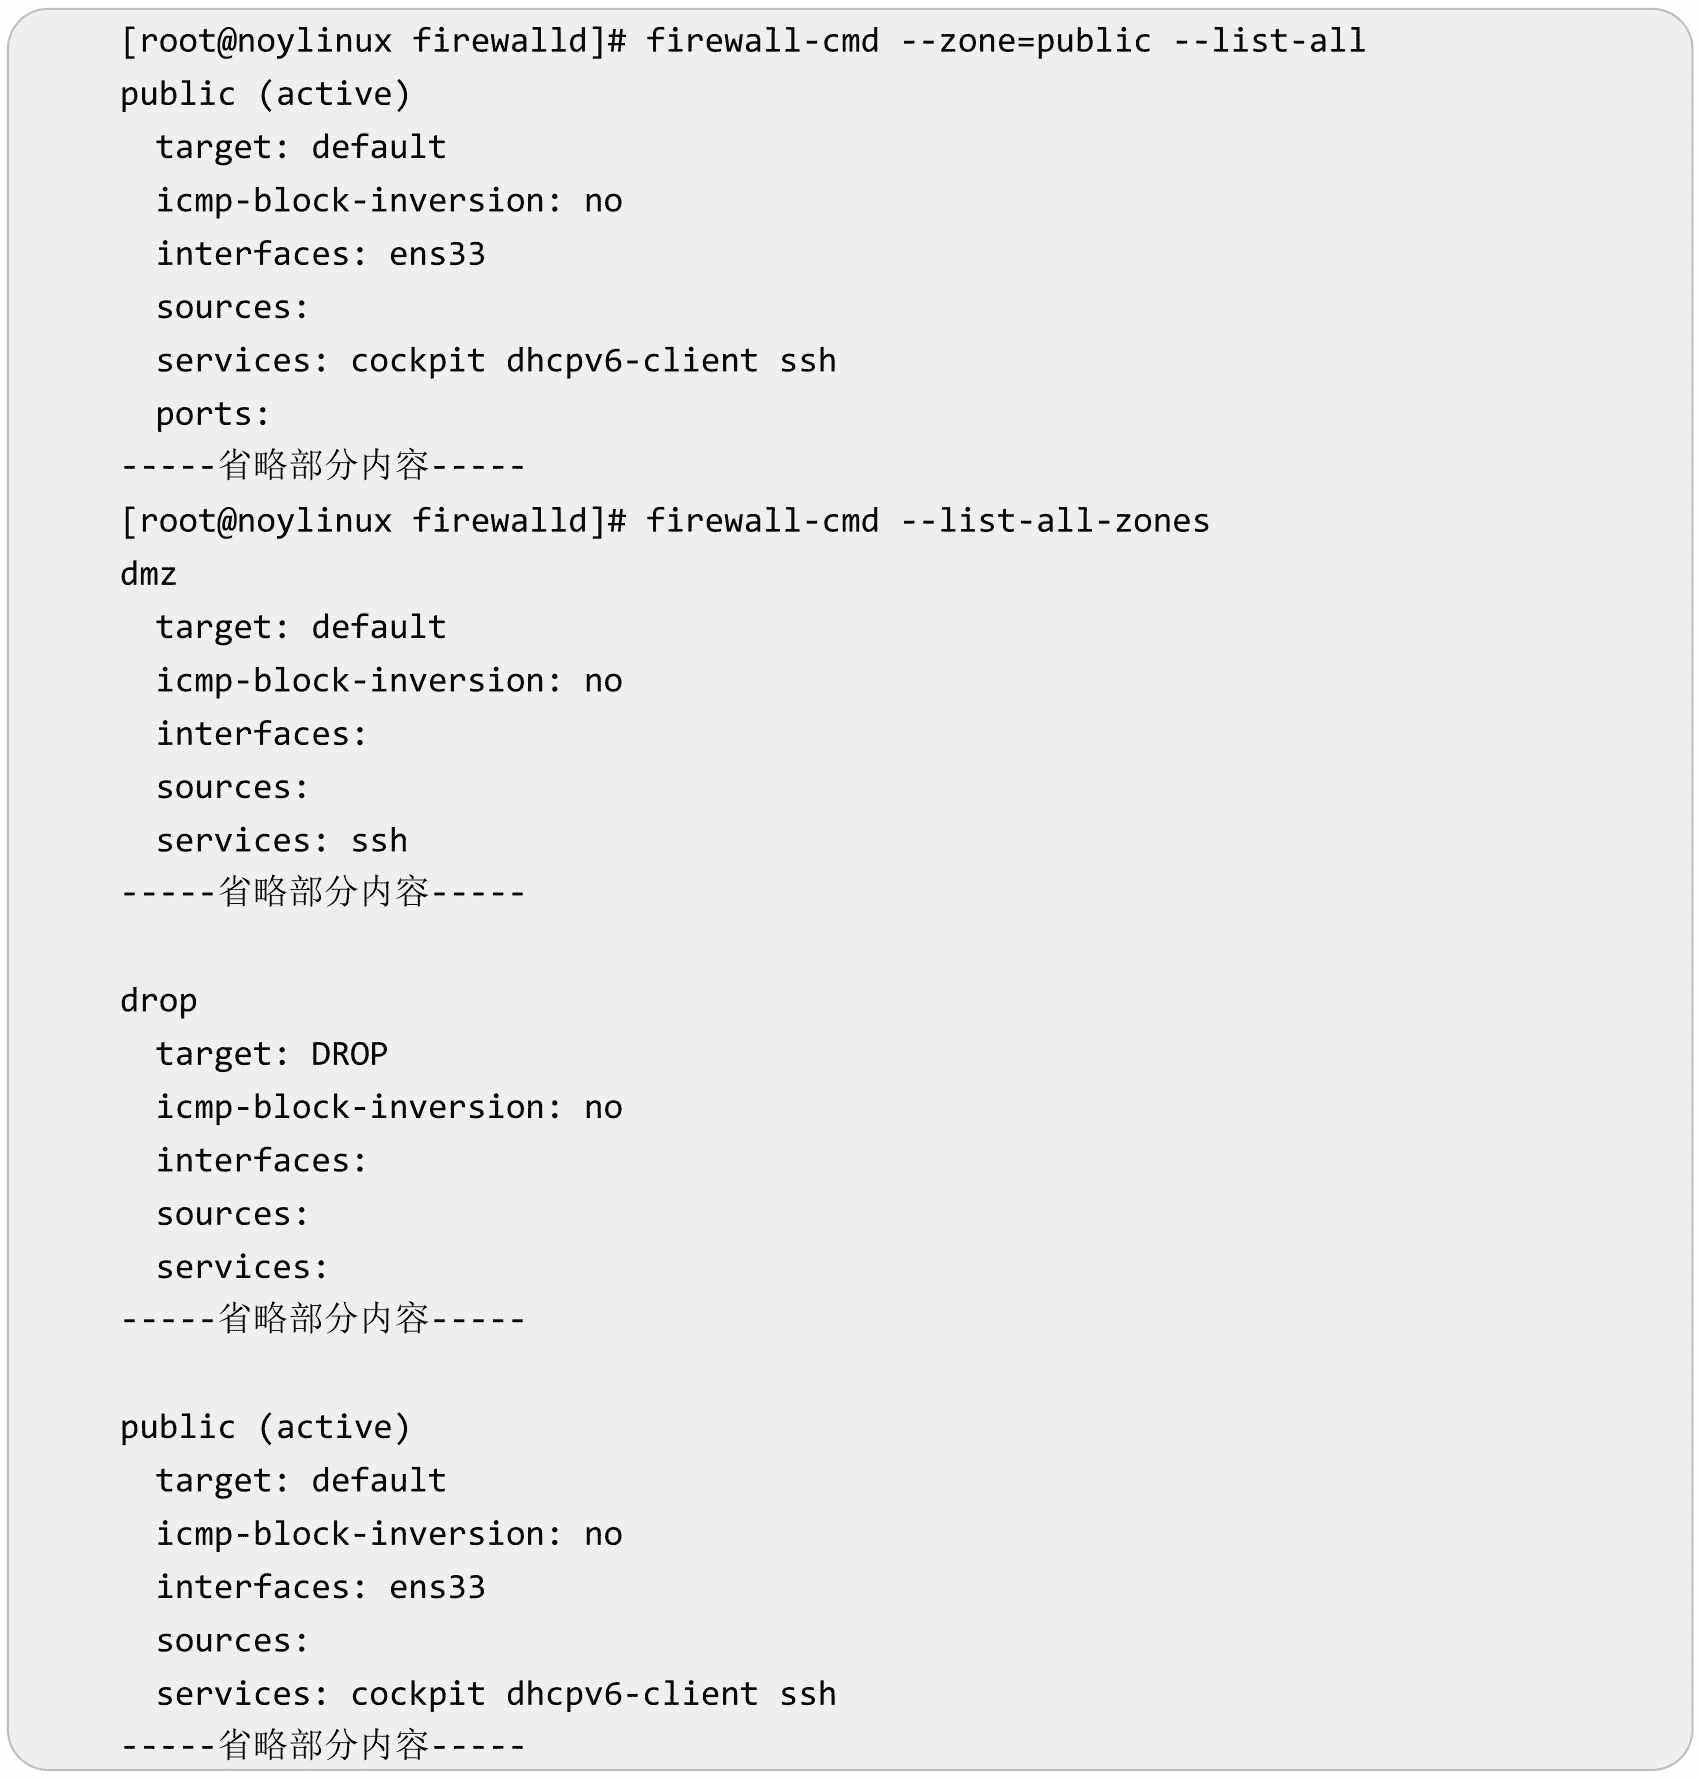 [root@noylinux firewalld]# firewall-cmd --zone=public --list-all
public (active)
  target: default
  icmp-block-inversion: no
  interfaces: ens33
  sources:
  services: cockpit dhcpv6-client ssh
  ports:
-----省略部分内容-----
[root@noylinux firewalld]# firewall-cmd --list-all-zones
dmz
  target: default
  icmp-block-inversion: no
  interfaces:
  sources:
  services: ssh
-----省略部分内容-----

drop
  target: DROP
  icmp-block-inversion: no
  interfaces:
  sources:
  services:
-----省略部分内容-----

public (active)
  target: default
  icmp-block-inversion: no
  interfaces: ens33
  sources:
  services: cockpit dhcpv6-client ssh
-----省略部分内容-----